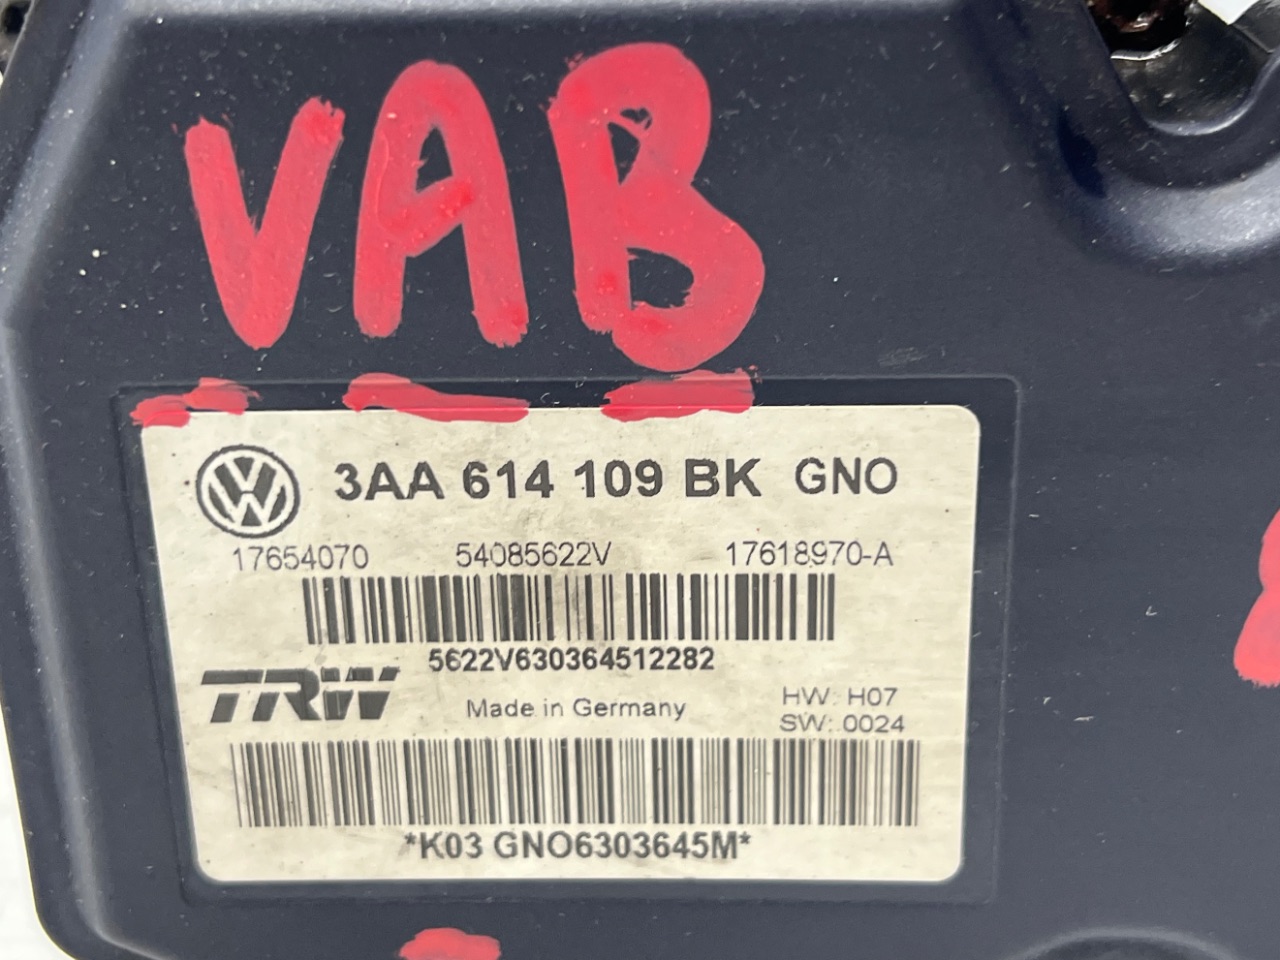 VAB
3AA 614 109 BK GNO
17654070 54085622V 17618970-A
5622V630364512282
TRW
Made in Germany
HW: H07
SW: 0024
*K03 GNO6303645M*